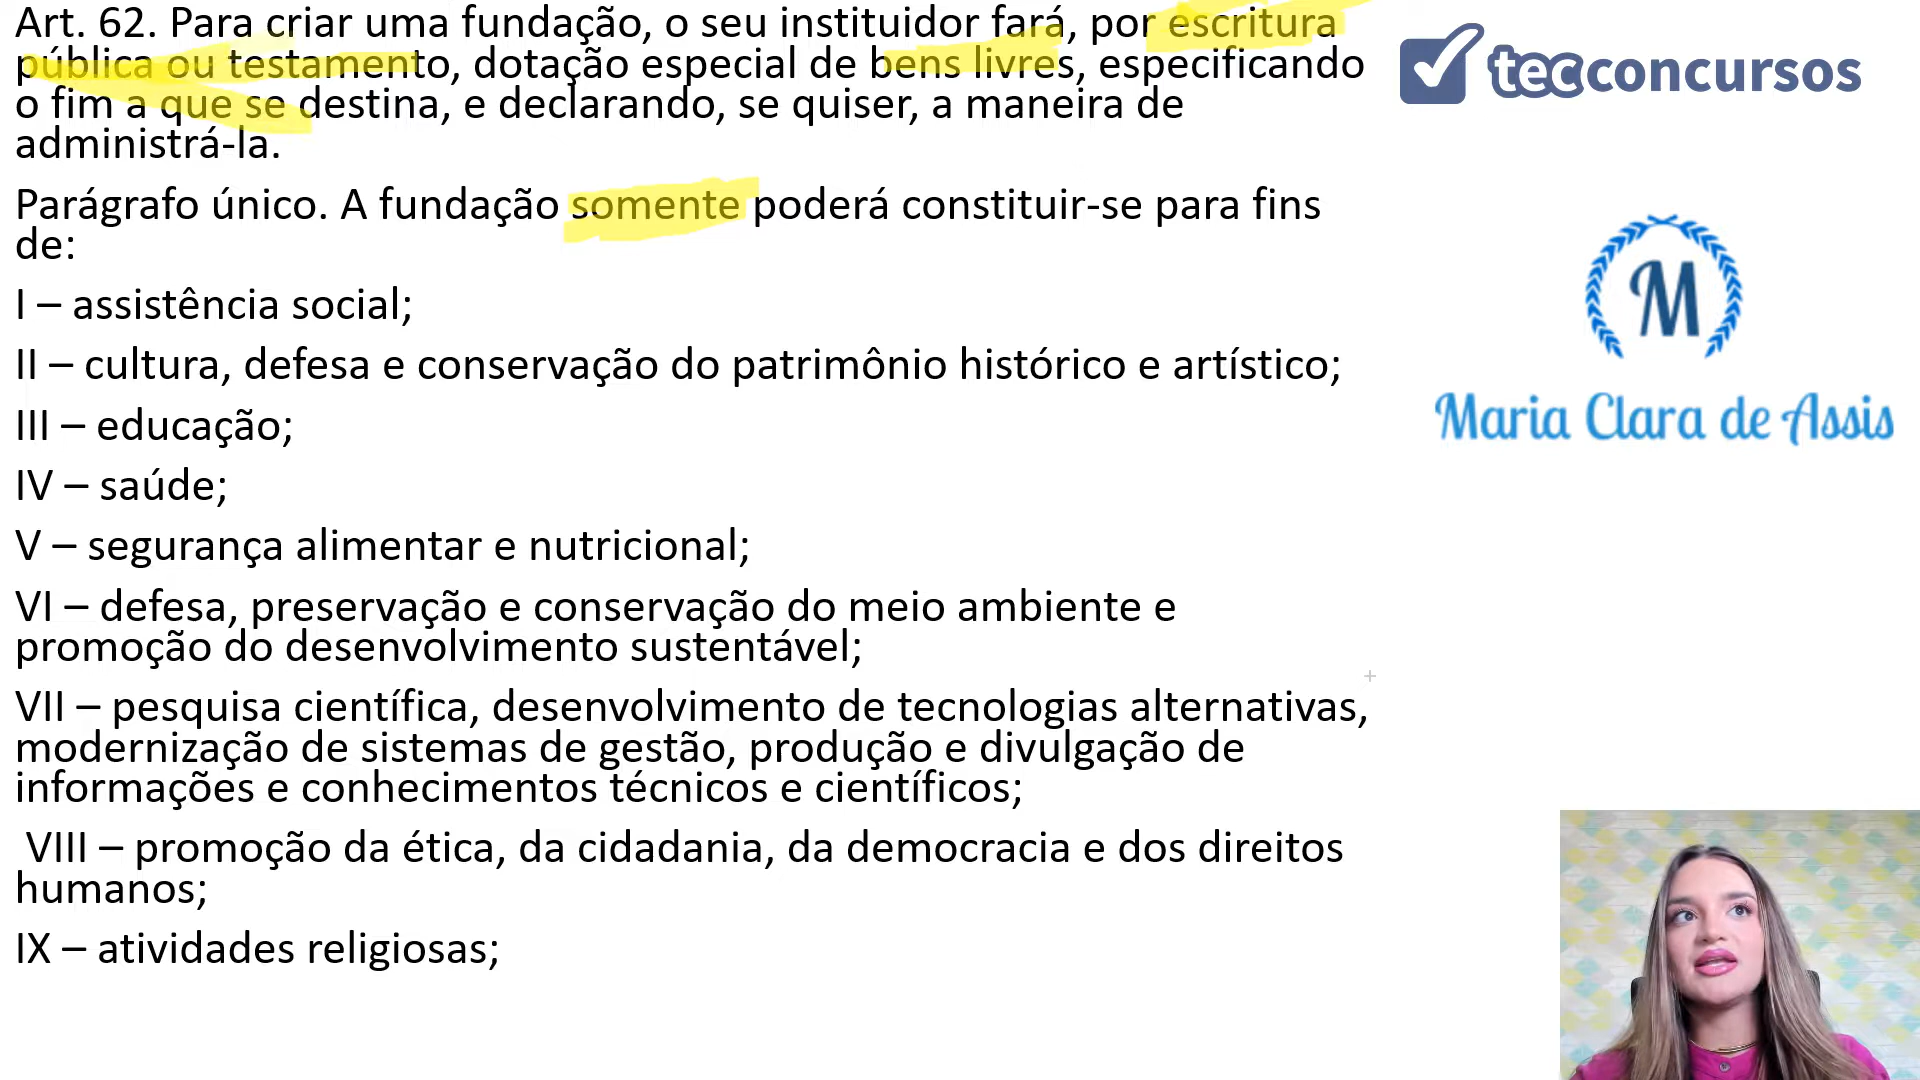 Art. 62. Para criar uma fundação, o seu instituidor fará, por escritura
pública ou testamento, dotação especial de bens livres, especificando
o fim a que se destina, e declarando, se quiser, a maneira de
administrá-la.
Parágrafo único. A fundação somente poderá constituir-se para fins
de:
I – assistência social;
II – cultura, defesa e conservação do patrimônio histórico e artístico;
III – educação;
IV – saúde;
V – segurança alimentar e nutricional;
VI – defesa, preservação e conservação do meio ambiente e
promoção do desenvolvimento sustentável;
VII – pesquisa científica, desenvolvimento de tecnologias alternativas,
modernização de sistemas de gestão, produção e divulgação de
informações e conhecimentos técnicos e científicos;
VIII – promoção da ética, da cidadania, da democracia e dos direitos
humanos;
IX – atividades religiosas;
tecconcursos
M
Maria Clara de Assis